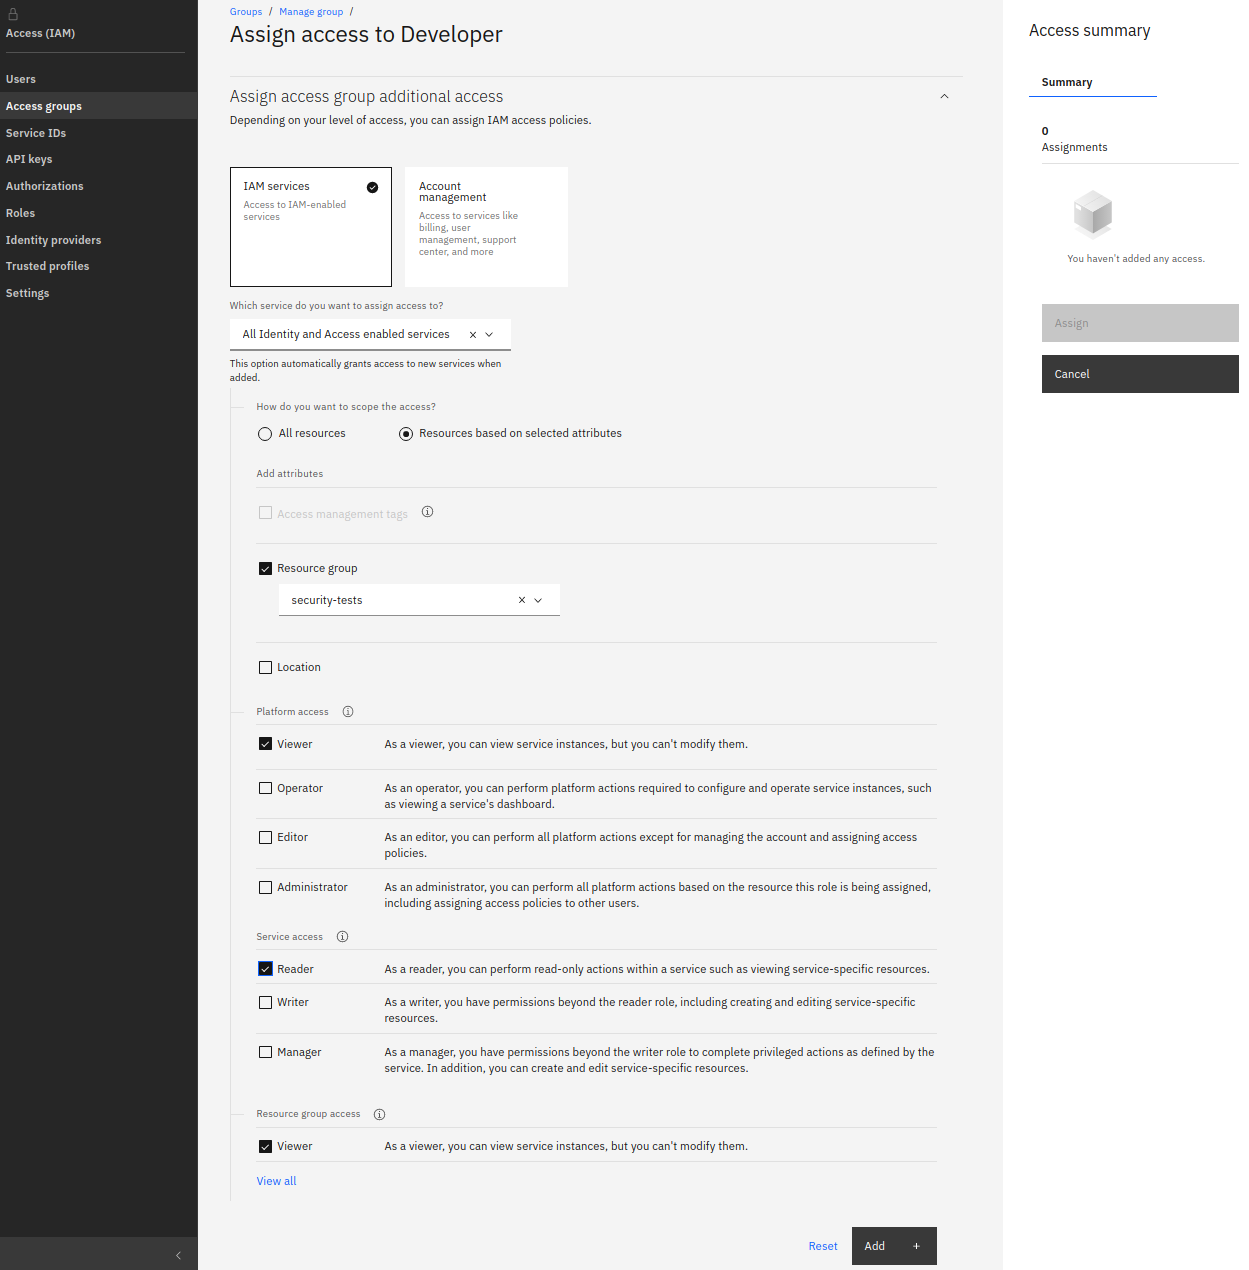 Access (IAM)
Users
Access groups
Service IDs
API keys
Authorizations
Roles
Identity providers
Trusted profiles
Settings
Groups / Manage group /
Assign access to Developer
Assign access group additional access
Depending on your level of access, you can assign IAM access policies.
IAM services
Access to IAM-enabled
services
Account
management
Access to services like
billing, user
management, support
center, and more
Which service do you want to assign access to?
All Identity and Access enabled services
This option automatically grants access to new services when
added.
How do you want to scope the access?
All resources
Resources based on selected attributes
Add attributes
Access management tags
Resource group
security-tests
Location
Platform access
Viewer
As a viewer, you can view service instances, but you can't modify them.
Operator
As an operator, you can perform platform actions required to configure and operate service instances, such
as viewing a service's dashboard.
Editor
As an editor, you can perform all platform actions except for managing the account and assigning access
policies.
Administrator
As an administrator, you can perform all platform actions based on the resource this role is being assigned,
including assigning access policies to other users.
Service access
Reader
As a reader, you can perform read-only actions within a service such as viewing service-specific resources.
Writer
As a writer, you have permissions beyond the reader role, including creating and editing service-specific
resources.
Manager
As a manager, you have permissions beyond the writer role to complete privileged actions as defined by the
service. In addition, you can create and edit service-specific resources.
Resource group access
Viewer
As a viewer, you can view service instances, but you can't modify them.
View all
Reset
Add +
Access summary
Summary
0
Assignments
You haven't added any access.
Assign
Cancel